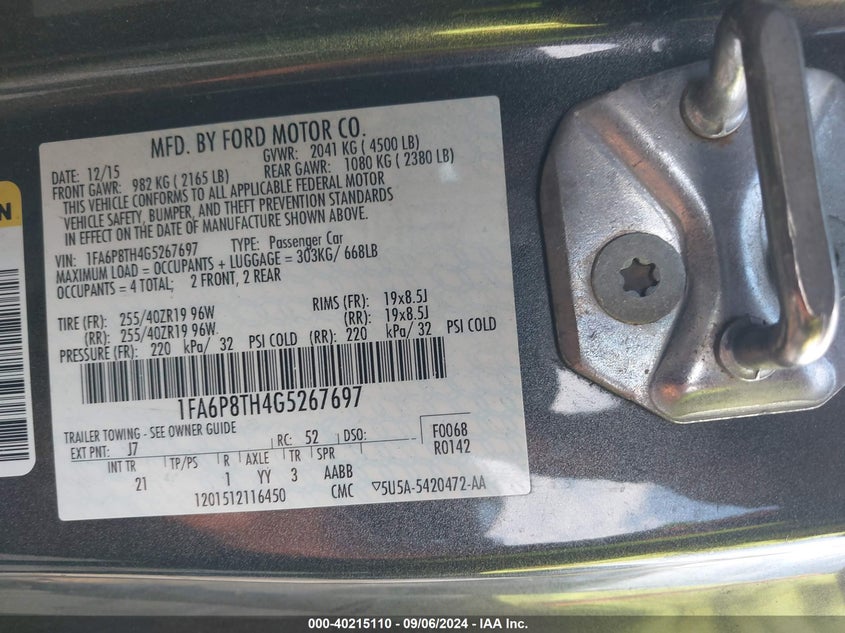 MFD. BY FORD MOTOR CO.
DATE: 12/15 GVWR: 2041 KG ( 4500 LB)
FRONT GAWR: 982 KG ( 2165 LB) REAR GAWR: 1080 KG ( 2380 LB)
THIS VEHICLE CONFORMS TO ALL APPLICABLE FEDERAL MOTOR
VEHICLE SAFETY, BUMPER, AND THEFT PREVENTION STANDARDS
IN EFFECT ON THE DATE OF MANUFACTURE SHOWN ABOVE.
VIN: 1FA6P8TH4G5267697 TYPE: Passenger Car
MAXIMUM LOAD = OCCUPANTS + LUGGAGE = 303KG/ 668LB
OCCUPANTS = 4 TOTAL; 2 FRONT, 2 REAR
TIRE (FR): 255/40ZR19 96W RIMS (FR): 19x8.5J
(RR): 255/40ZR19 96W (RR): 19x8.5J
PRESSURE (FR): 220 kPa/ 32 PSI COLD (RR): 220 kPa/ 32 PSI COLD
1FA6P8TH4G5267697
TRAILER TOWING - SEE OWNER GUIDE
EXT PNT: J7 RC: 52 DSO: F0068
R0142
INT TR TP/PS R AXLE TR SPR
21 1 YY 3 AABB
1201512116450 CMC ▽5U5A-5420472-AA
N
000-40215110 - 09/06/2024 - IAA Inc.